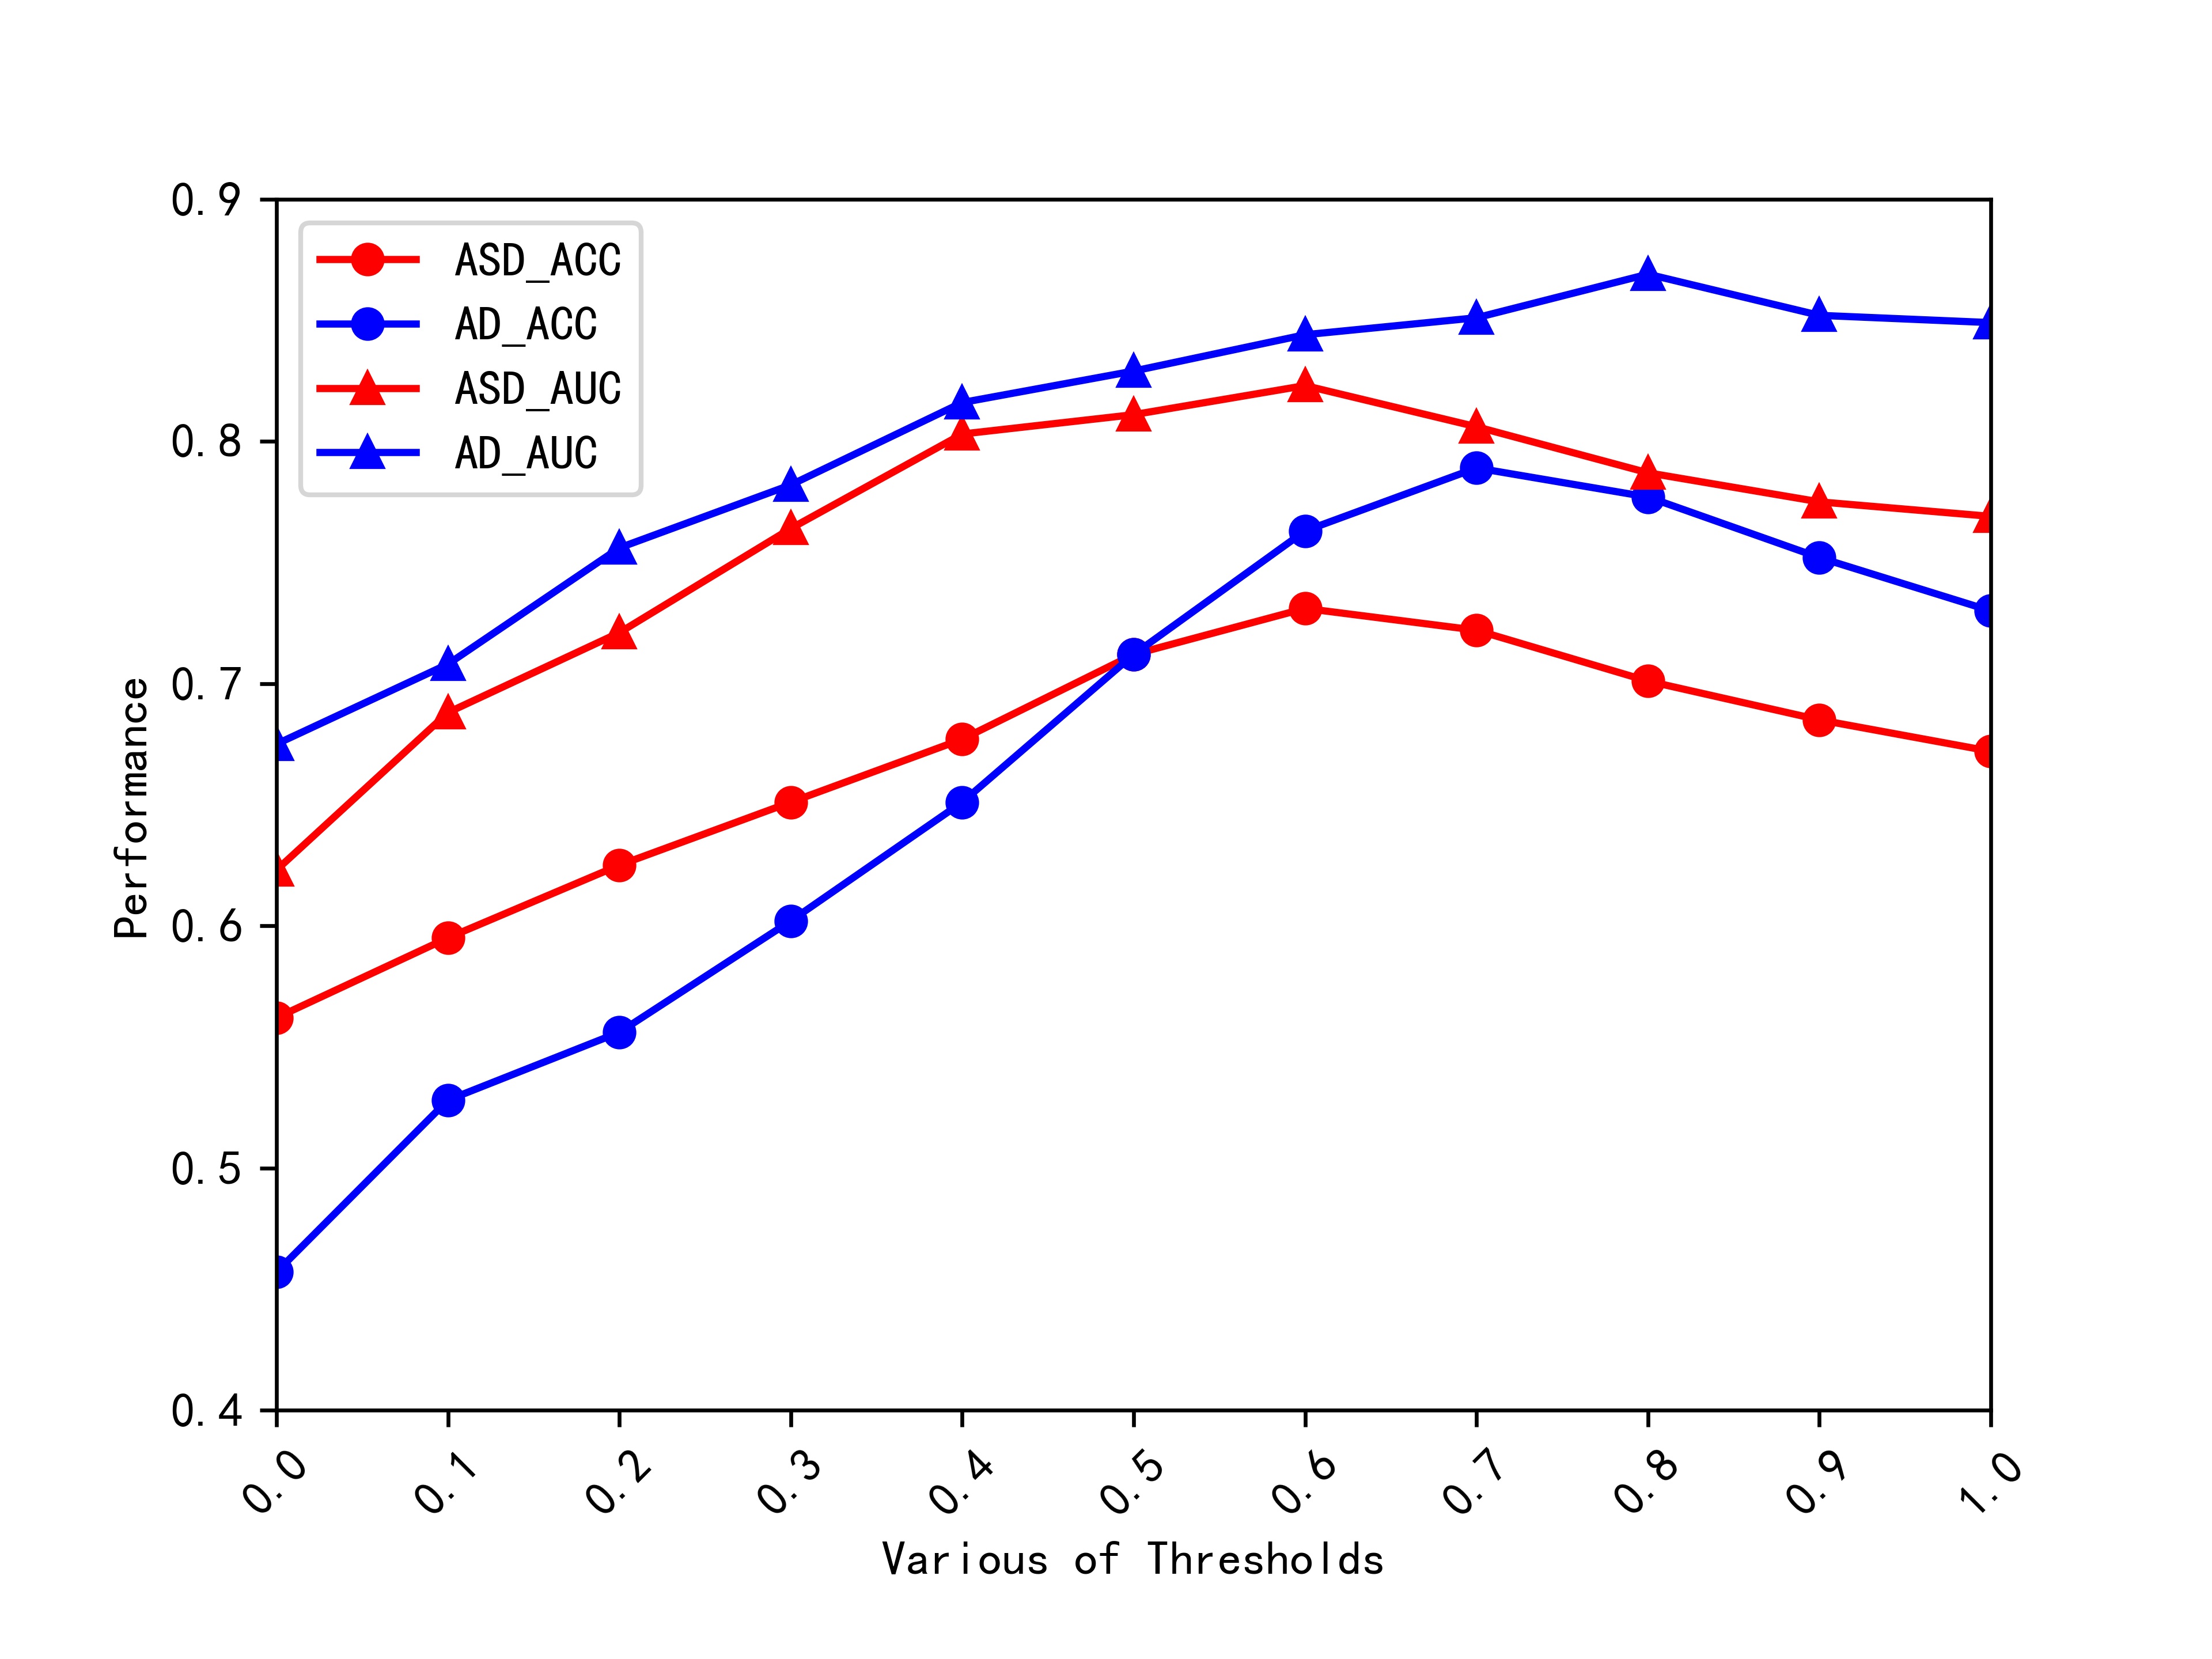 0.9
0.8
0.7
0.6
0.5
0.4
Performance
ASD_ACC
AD_ACC
ASD_AUC
AD_AUC
0.0 0.1 0.2 0.3 0.4 0.5 0.6 0.7 0.8 0.9 1.0
Various of Thresholds